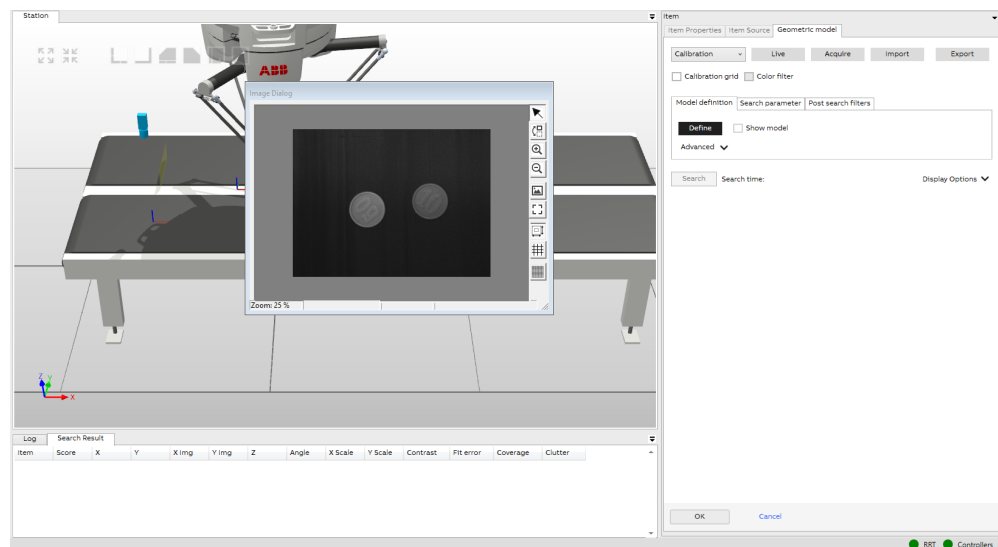 Station
Item
Item Properties Item Source Geometric model
Calibration Live Acquire Import Export
Calibration grid Color filter
Model definition Search parameter Post search filters
Define Show model
Advanced
Search Search time: Display Options
ABB
Image Dialog
Zoom: 25 %
Z Y
X
Log Search Result
Item Score X Y X Img Y Img Z Angle X Scale Y Scale Contrast Fit error Coverage Clutter
OK Cancel
RRT Controllers